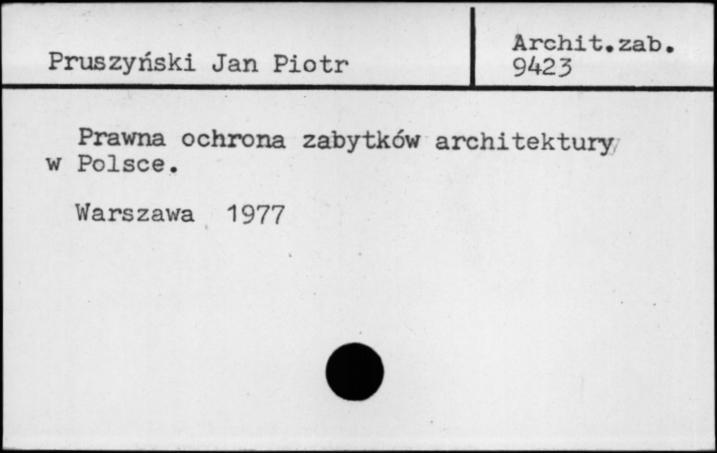 Pruszyński Jan Piotr
Archit.zab.
9423
Prawna ochrona zabytków architektury
w Polsce.
Warszawa 1977